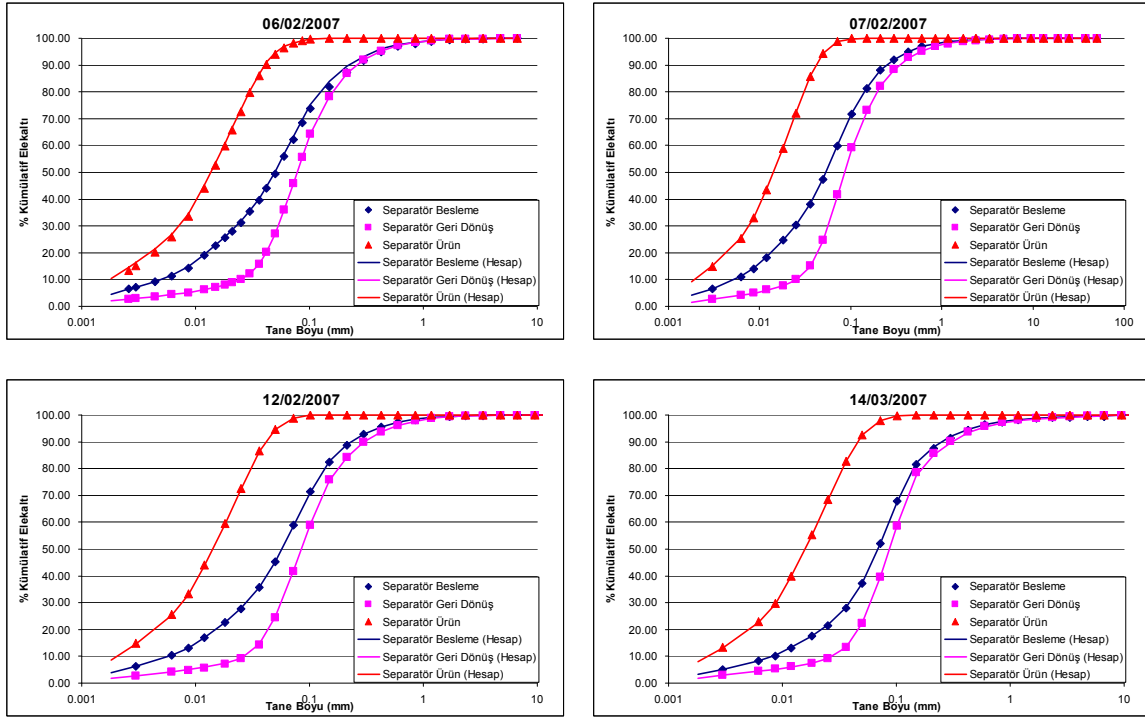 06/02/2007
% Kümülatif Elekaltı
100.00
90.00
80.00
70.00
60.00
50.00
40.00
30.00
20.00
10.00
0.00
Separatör Besleme
Separatör Geri Dönüş
Separatör Ürün
Separatör Besleme (Hesap)
Separatör Geri Dönüş (Hesap)
Separatör Ürün (Hesap)
0.001 0.01 0.1 1 10
Tane Boyu (mm)
07/02/2007
% Kümülatif Elekaltı
100.00
90.00
80.00
70.00
60.00
50.00
40.00
30.00
20.00
10.00
0.00
Separatör Besleme
Separatör Geri Dönüş
Separatör Ürün
Separatör Besleme (Hesap)
Separatör Geri Dönüş (Hesap)
Separatör Ürün (Hesap)
0.001 0.01 0.1 1 10 100
Tane Boyu (mm)
12/02/2007
% Kümülatif Elekaltı
100.00
90.00
80.00
70.00
60.00
50.00
40.00
30.00
20.00
10.00
0.00
Separatör Besleme
Separatör Geri Dönüş
Separatör Ürün
Separatör Besleme (Hesap)
Separatör Geri Dönüş (Hesap)
Separatör Ürün (Hesap)
0.001 0.01 0.1 1 10
Tane Boyu (mm)
14/03/2007
% Kümülatif Elekaltı
100.00
90.00
80.00
70.00
60.00
50.00
40.00
30.00
20.00
10.00
0.00
Separatör Besleme
Separatör Geri Dönüş
Separatör Ürün
Separatör Besleme (Hesap)
Separatör Geri Dönüş (Hesap)
Separatör Ürün (Hesap)
0.001 0.01 0.1 1 10
Tane Boyu (mm)